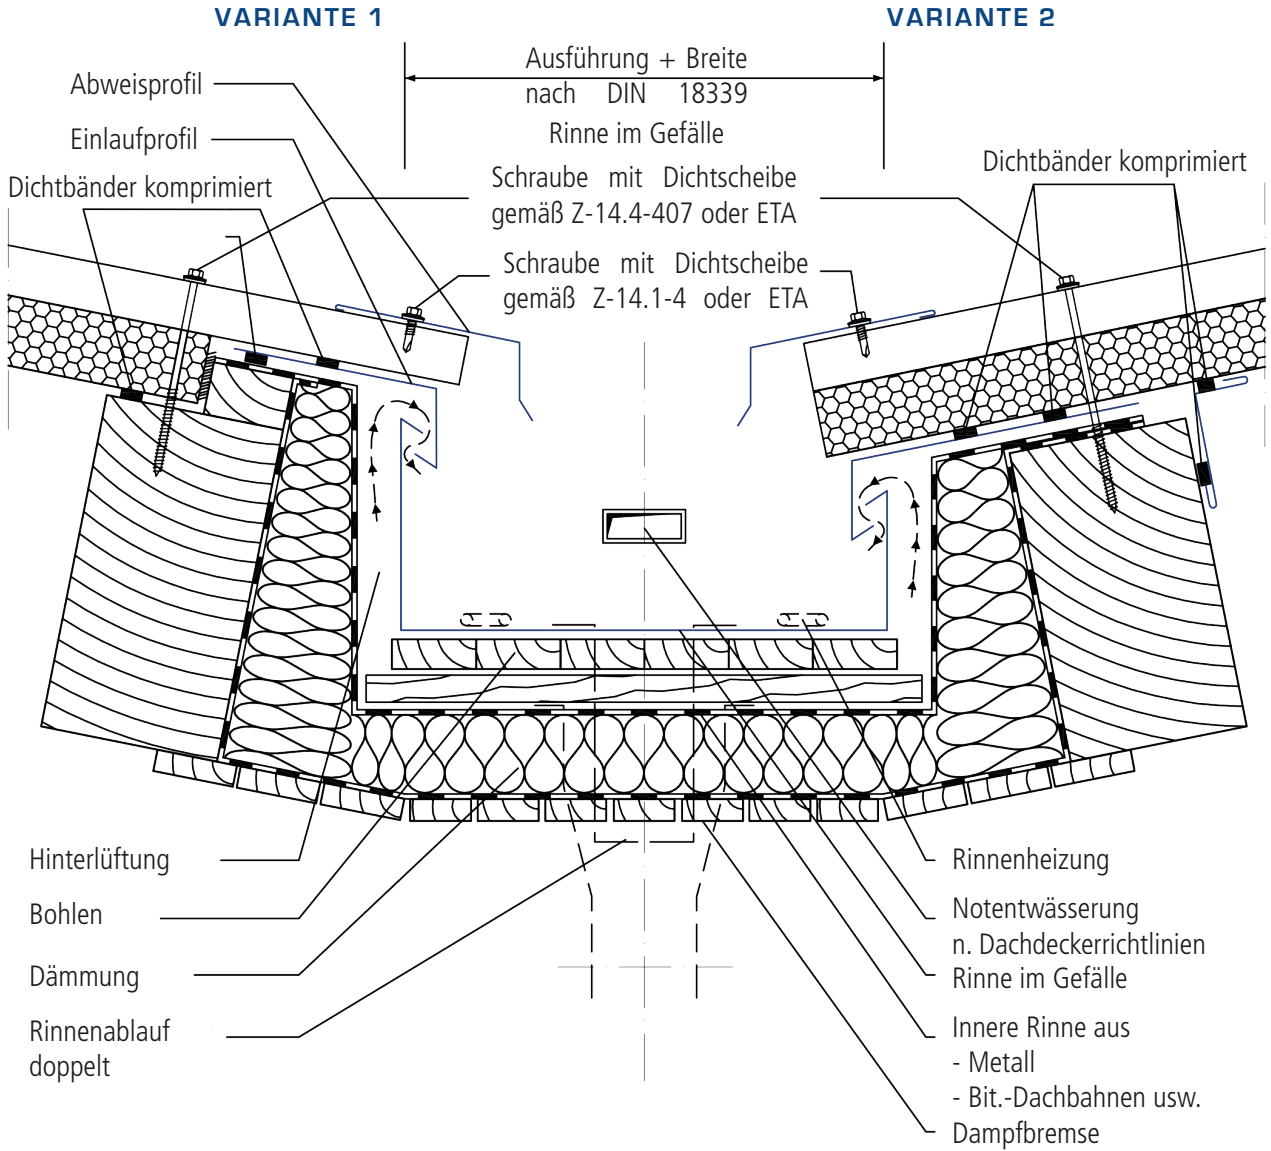 VARIANTE 1
VARIANTE 2
Ausführung + Breite
nach DIN 18339
Rinne im Gefälle
Abweisprofil
Einlaufprofil
Dichtbänder komprimiert
Dichtbänder komprimiert
Schraube mit Dichtscheibe
gemäß Z-14.4-407 oder ETA
Schraube mit Dichtscheibe
gemäß Z-14.1-4 oder ETA
Hinterlüftung
Bohlen
Dämmung
Rinnenablauf
doppelt
Rinnenheizung
Notentwässerung
n. Dachdeckerrichtlinien
Rinne im Gefälle
Innere Rinne aus
- Metall
- Bit.-Dachbahnen usw.
Dampfbremse